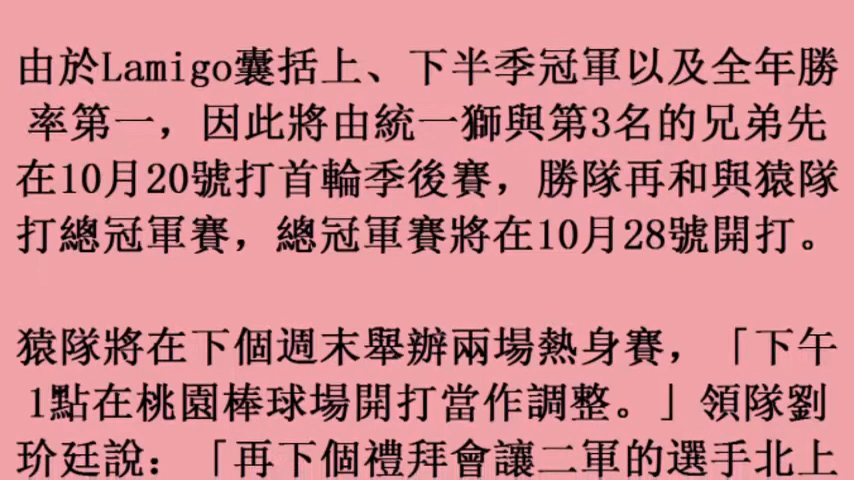 由於Lamigo囊括上、下半季冠軍以及全年勝
率第一，因此將由統一獅與第3名的兄弟先
在10月20號打首輪季後賽，勝隊再和與猿隊
打總冠軍賽，總冠軍賽將在10月28號開打。
猿隊將在下個週末舉辦兩場熱身賽，「下午
1點在桃園棒球場開打當作調整。」領隊劉
玠廷說：「再下個禮拜會讓二軍的選手北上